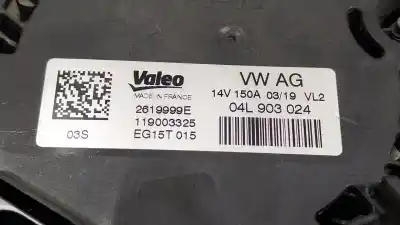 Valeo
MADE IN FRANCE
2619999E
119003325
03S
EG15T 015
VW AG
14V 150A 03/19 VL2
04L 903 024